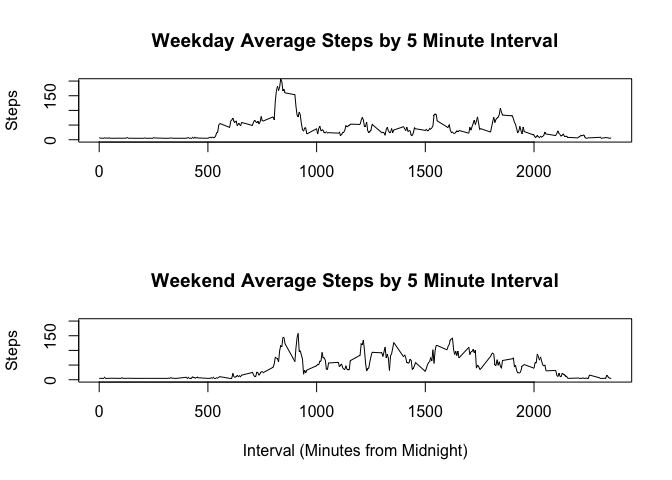 Weekday Average Steps by 5 Minute Interval
Steps
0 150
0 500 1000 1500 2000
Weekend Average Steps by 5 Minute Interval
Steps
0 150
0 500 1000 1500 2000
Interval (Minutes from Midnight)